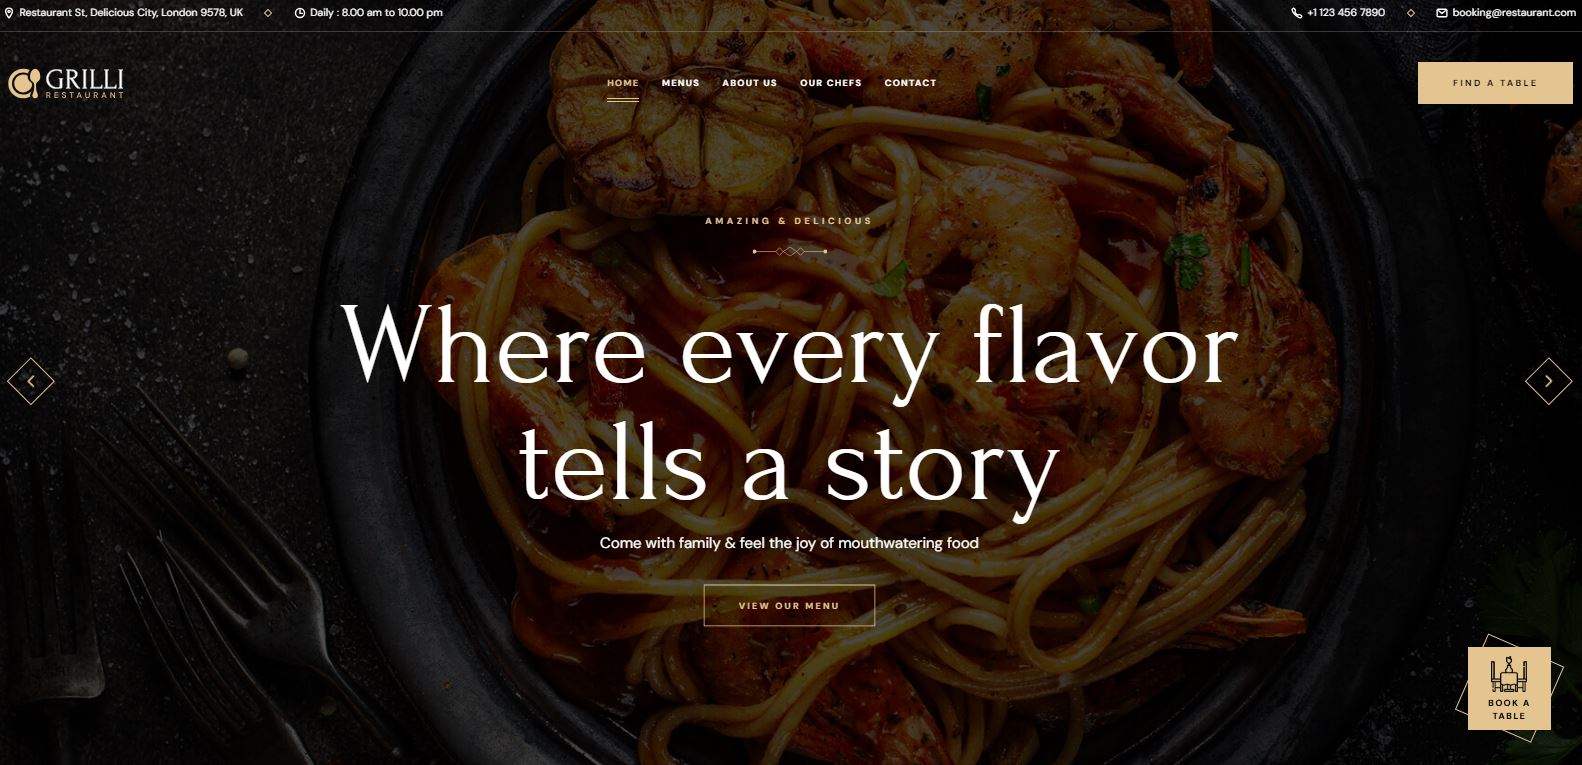 Restaurant St, Delicious City, London 9578, UK
Daily : 8.00 am to 10.00 pm
+1 123 456 7890
booking@restaurant.com
GRILLI
RESTAURANT
HOME
MENUS
ABOUT US
OUR CHEFS
CONTACT
FIND A TABLE
AMAZING & DELICIOUS
Where every flavor
tells a story
Come with family & feel the joy of mouthwatering food
VIEW OUR MENU
BOOK A
TABLE